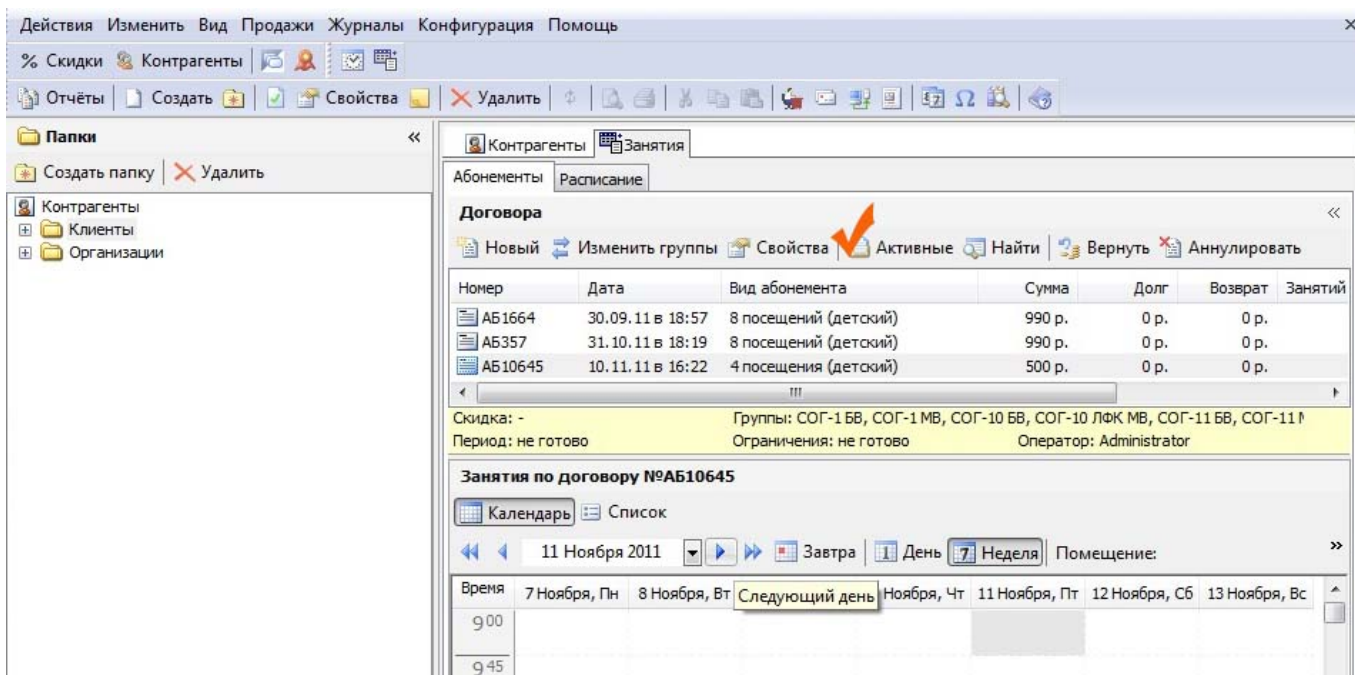 Действия Изменить Вид Продажи Журналы Конфигурация Помощь
% Скидки Контрагенты
Отчёты Создать Свойства Удалить
Папки
Создать папку Удалить
Контрагенты
Клиенты
Организации
Контрагенты Занятия
Абонементы Расписание
Договора
Новый Изменить группы Свойства Активные Найти Вернуть Аннулировать
Номер Дата Вид абонемента Сумма Долг Возврат Занятий
АБ1664 30.09.11 в 18:57 8 посещений (детский) 990 р. 0 р. 0 р.
АБ357 31.10.11 в 18:19 8 посещений (детский) 990 р. 0 р. 0 р.
АБ10645 10.11.11 в 16:22 4 посещения (детский) 500 р. 0 р. 0 р.
Скидка: - Группы: СОГ-1 БВ, СОГ-1 МВ, СОГ-10 БВ, СОГ-10 ЛФК МВ, СОГ-11 БВ, СОГ-11
Период: не готово Ограничения: не готово Оператор: Administrator
Занятия по договору №АБ10645
Календарь Список
11 Ноября 2011 Завтра 1 День 7 Неделя Помещение:
Время 7 Ноября, Пн 8 Ноября, Вт Следующий день Ноября, Чт 11 Ноября, Пт 12 Ноября, Сб 13 Ноября, Вс
9 00
9 45